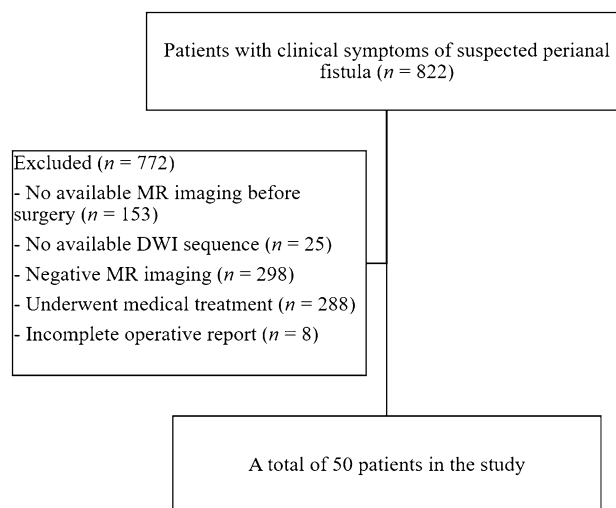 Patients with clinical symptoms of suspected perianal
fistula (n = 822)
Excluded (n = 772)
- No available MR imaging before
surgery (n = 153)
- No available DWI sequence (n = 25)
- Negative MR imaging (n = 298)
- Underwent medical treatment (n = 288)
- Incomplete operative report (n = 8)
A total of 50 patients in the study